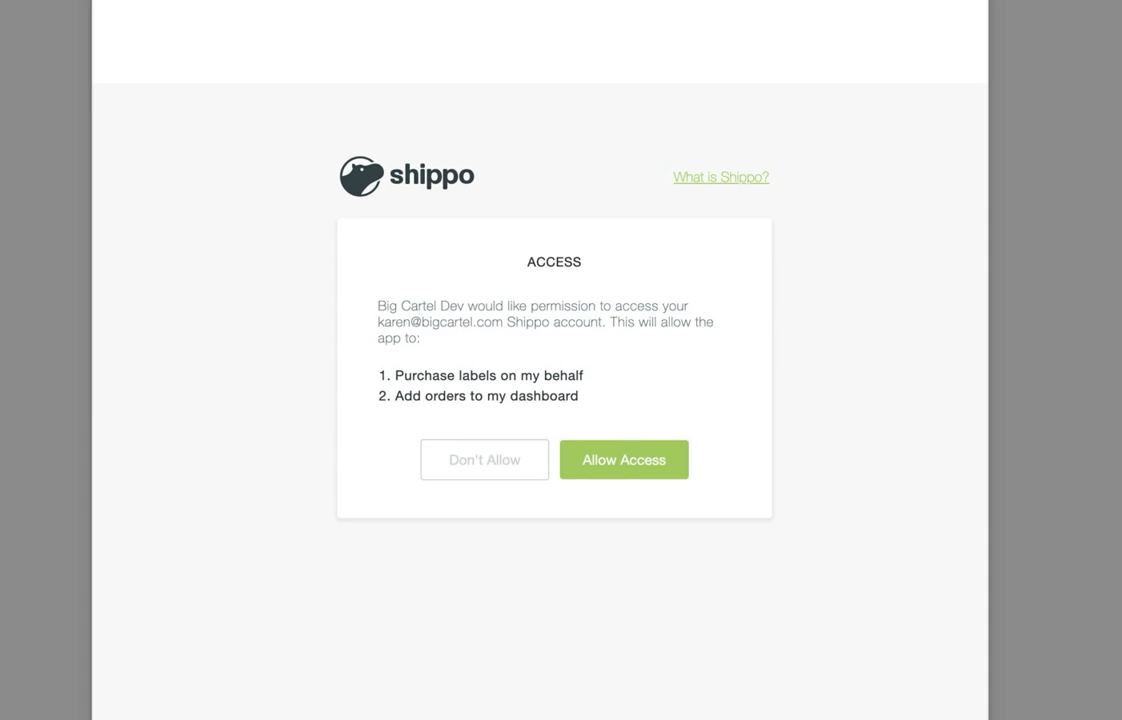 shippo
What is Shippo?
ACCESS
Big Cartel Dev would like permission to access your
karen@bigcartel.com Shippo account. This will allow the
app to:
1. Purchase labels on my behalf
2. Add orders to my dashboard
Don't Allow
Allow Access